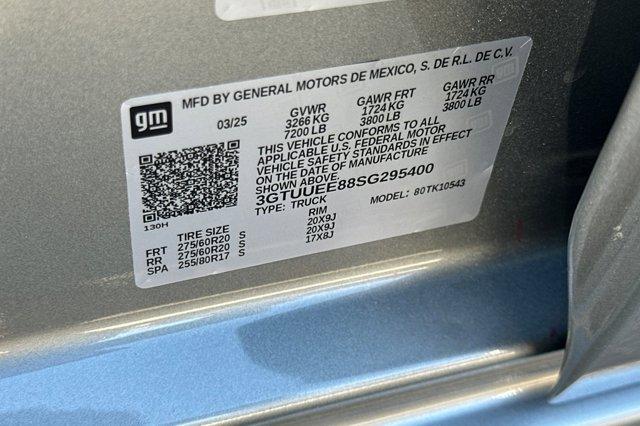 gm
MFD BY GENERAL MOTORS DE MEXICO, S. DE R.L. DE C.V.
03/25 GVWR GAWR FRT GAWR RR
3266 KG 1724 KG 1724 KG
7200 LB 3800 LB 3800 LB
THIS VEHICLE CONFORMS TO ALL
APPLICABLE U.S. FEDERAL MOTOR
VEHICLE SAFETY STANDARDS IN EFFECT
ON THE DATE OF MANUFACTURE
SHOWN ABOVE.
3GTUUEE88SG295400
TYPE: TRUCK MODEL: 80TK10543
130H
TIRE SIZE RIM
FRT 275/60R20 S 20X9J
RR 275/60R20 S 20X9J
SPA 255/80R17 S 17X8J